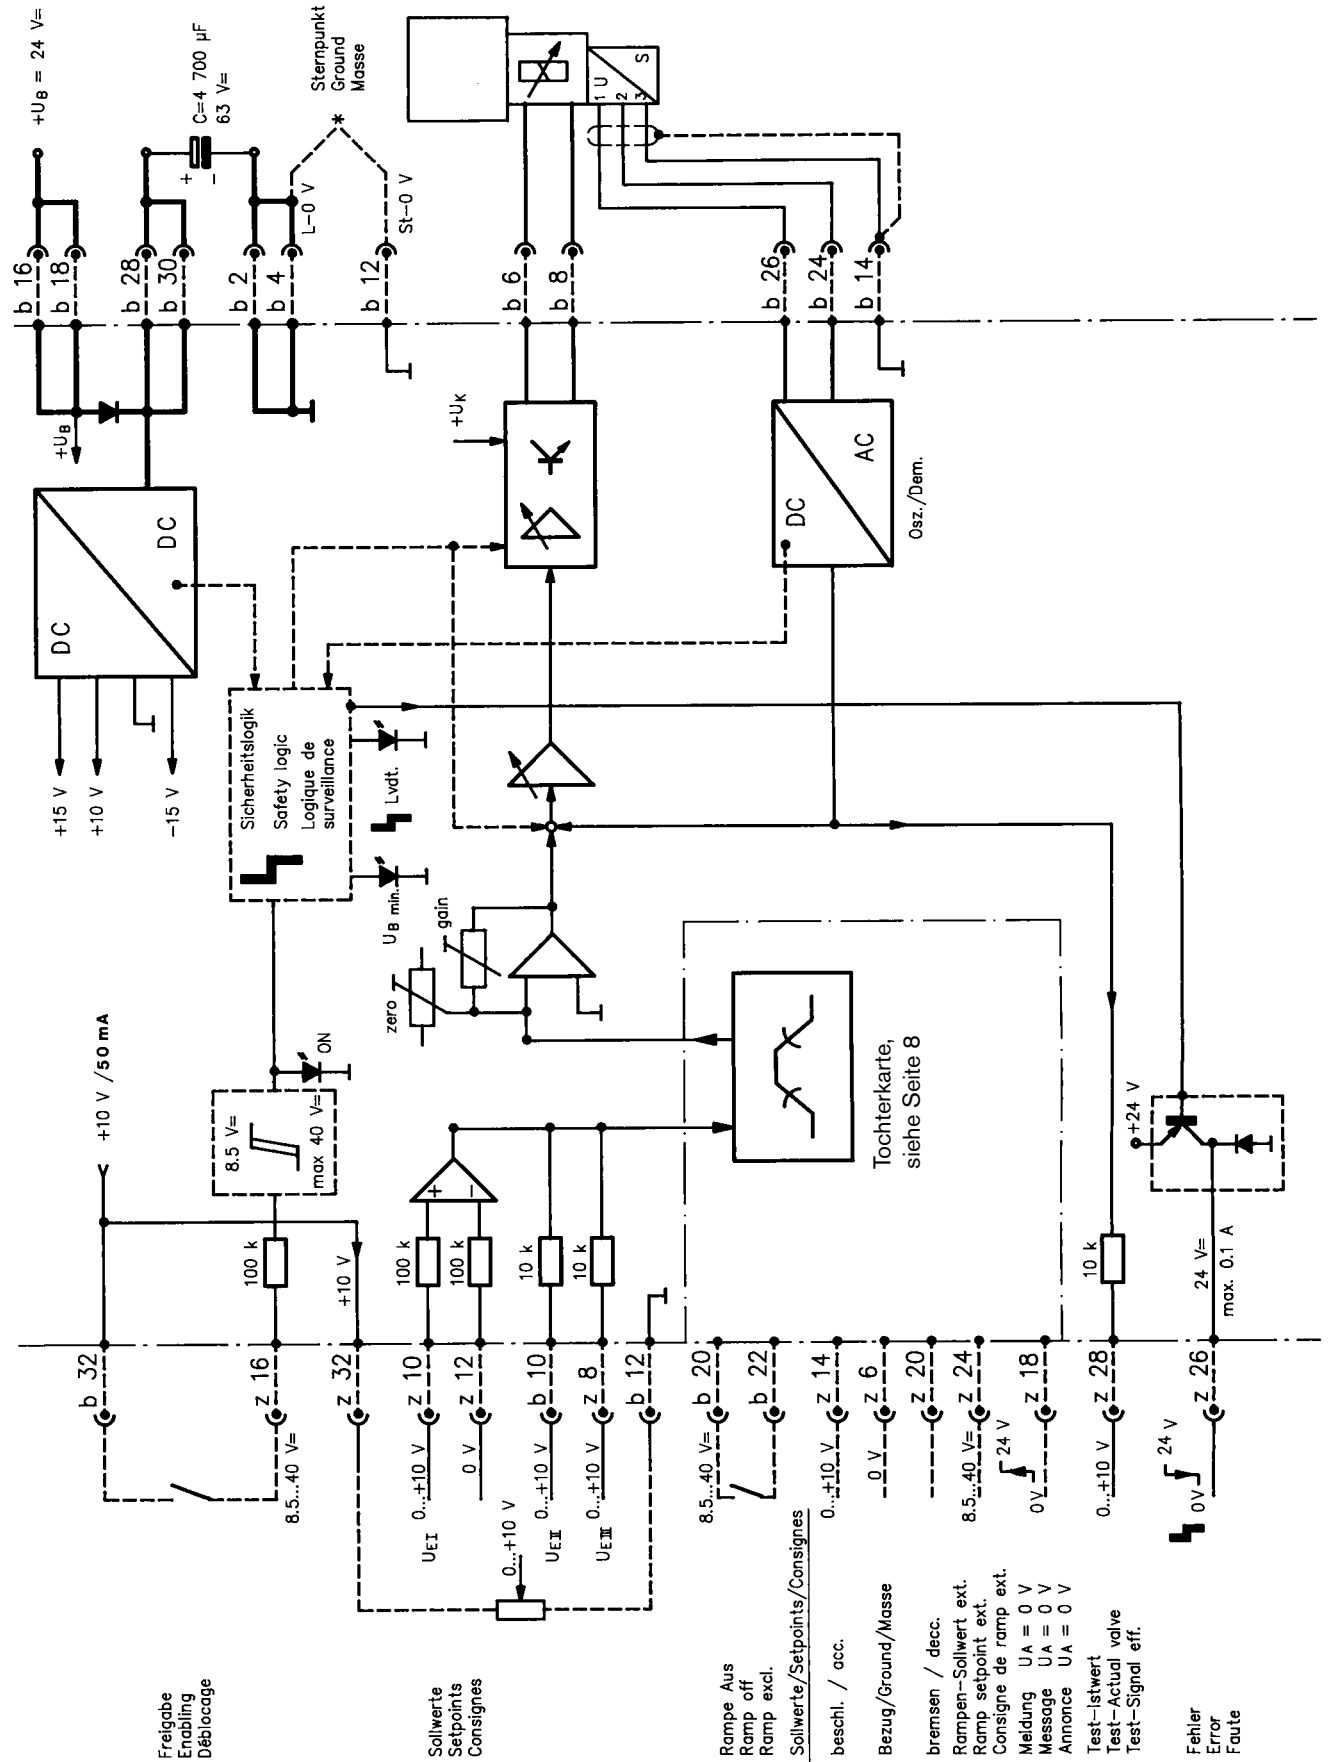 Freigabe
Enabling
Déblocage
Sollwerte
Setpoints
Consignes
Rampe Aus
Ramp off
Ramp excl.
Sollwerte/Setpoints/Consignes
beschl. / acc.
Bezug/Ground/Masse
bremsen / decc.
Rampen-Sollwert ext.
Ramp setpoint ext.
Consigne de ramp ext.
Meldung UA = 0 V
Message UA = 0 V
Annonce UA = 0 V
Test-Istwert
Test-Actual valve
Test-Signal eff.
Fehler
Error
Faute
8.5...40 V=
UEI 0...+10 V
0 V
0...+10 V
UEII 0...+10 V
UEIII 0...+10 V
8.5...40 V=
0...+10 V
0 V
8.5...40 V=
0V 24 V
0...+10 V
0V 24 V
b 32
z 16
z 32
z 10
z 12
b 10
z 8
b 12
b 20
b 22
z 14
z 6
z 20
z 24
z 18
z 28
z 26
+10 V /50 mA
100 k
+10 V
100 k
100 k
10 k
10 k
10 k
24 V=
max. 0.1 A
+24 V
8.5 V=
max 40 V=
ON
+
−
Tochterkarte,
siehe Seite 8
zero
gain
UB min.
Lvdt.
Sicherheitslogik
Safety logic
Logique de
surveillance
+15 V
+10 V
−15 V
DC
DC
+UB
+UK
DC
AC
Osz./Dem.
b 16
b 18
b 28
b 30
b 2
b 4
b 12
b 6
b 8
b 26
b 24
b 14
+UB = 24 V=
+
−
C=4 700 µF
63 V=
L-0 V
St-0 V
*
Sternpunkt
Ground
Masse
1
2
3
U
S